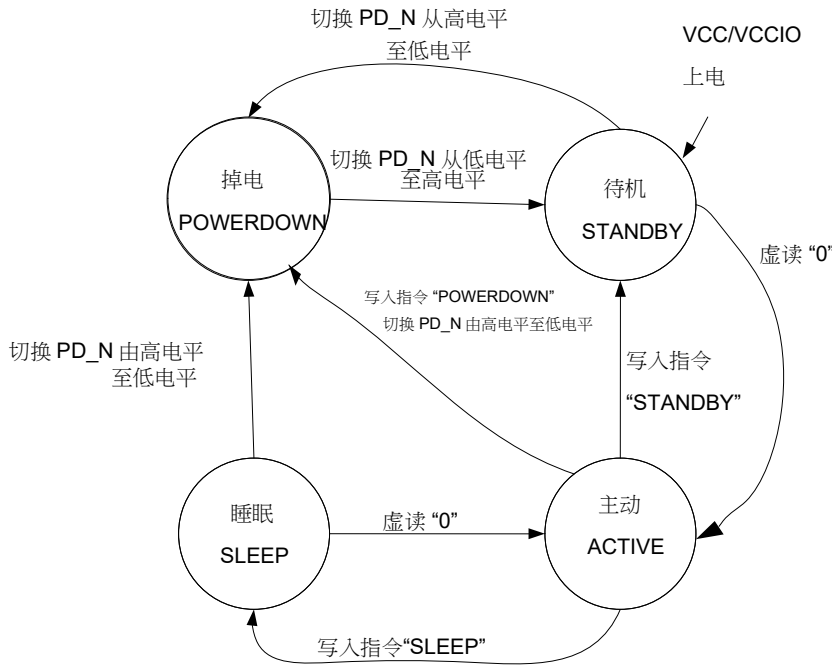 切换 PD_N 从高电平
至低电平
VCC/VCCIO
上电
掉电
POWERDOWN
切换 PD_N 从低电平
至高电平
待机
STANDBY
虚读 “0”
写入指令 “POWERDOWN”
切换 PD_N 由高电平至低电平
切换 PD_N 由高电平
至低电平
写入指令
“STANDBY”
睡眠
SLEEP
虚读 “0”
主动
ACTIVE
写入指令“SLEEP”